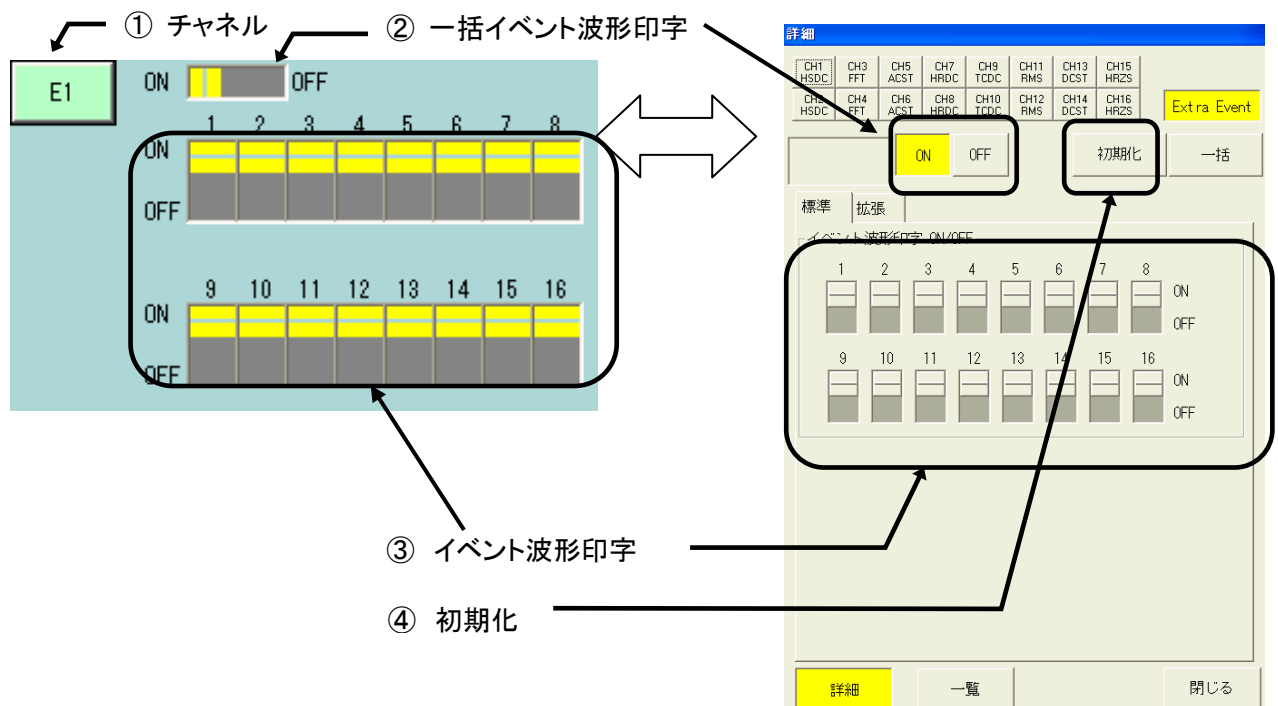 ① チャネル
② 一括イベント波形印字
E1
ON OFF
1 2 3 4 5 6 7 8
ON
OFF
9 10 11 12 13 14 15 16
ON
OFF
詳細
CH1 HSDC
CH3 FFT
CH5 ACST
CH7 HRDC
CH9 TCDC
CH11 RMS
CH13 DCST
CH15 HRZS
CH2 HSDC
CH4 FFT
CH6 ACST
CH8 HRDC
CH10 TCDC
CH12 RMS
CH14 DCST
CH16 HRZS
Extra Event
ON OFF 初期化 一括
標準 拡張
イベント波形印字 ON/OFF
1 2 3 4 5 6 7 8
ON
OFF
9 10 11 12 13 14 15 16
ON
OFF
③ イベント波形印字
④ 初期化
詳細 一覧 閉じる